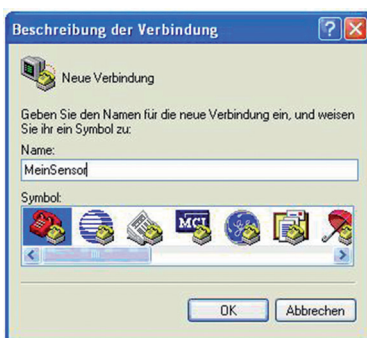 Beschreibung der Verbindung
Neue Verbindung
Geben Sie den Namen für die neue Verbindung ein, und weisen
Sie ihr ein Symbol zu:
Name:
MeinSensor
Symbol:
MCI
OK Abbrechen